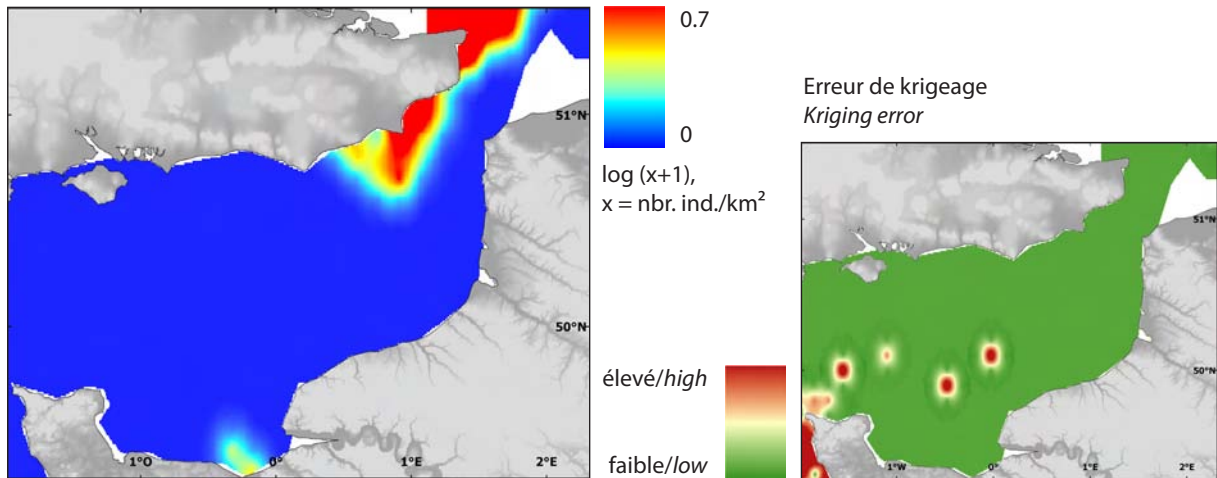 0.7
0
log (x+1),
x = nbr. ind./km²
51°N
50°N
1°O
0°
1°E
2°E
Erreur de krigeage
Kriging error
élevé/high
faible/low
51°N
50°N
1°W
0°
1°E
2°E